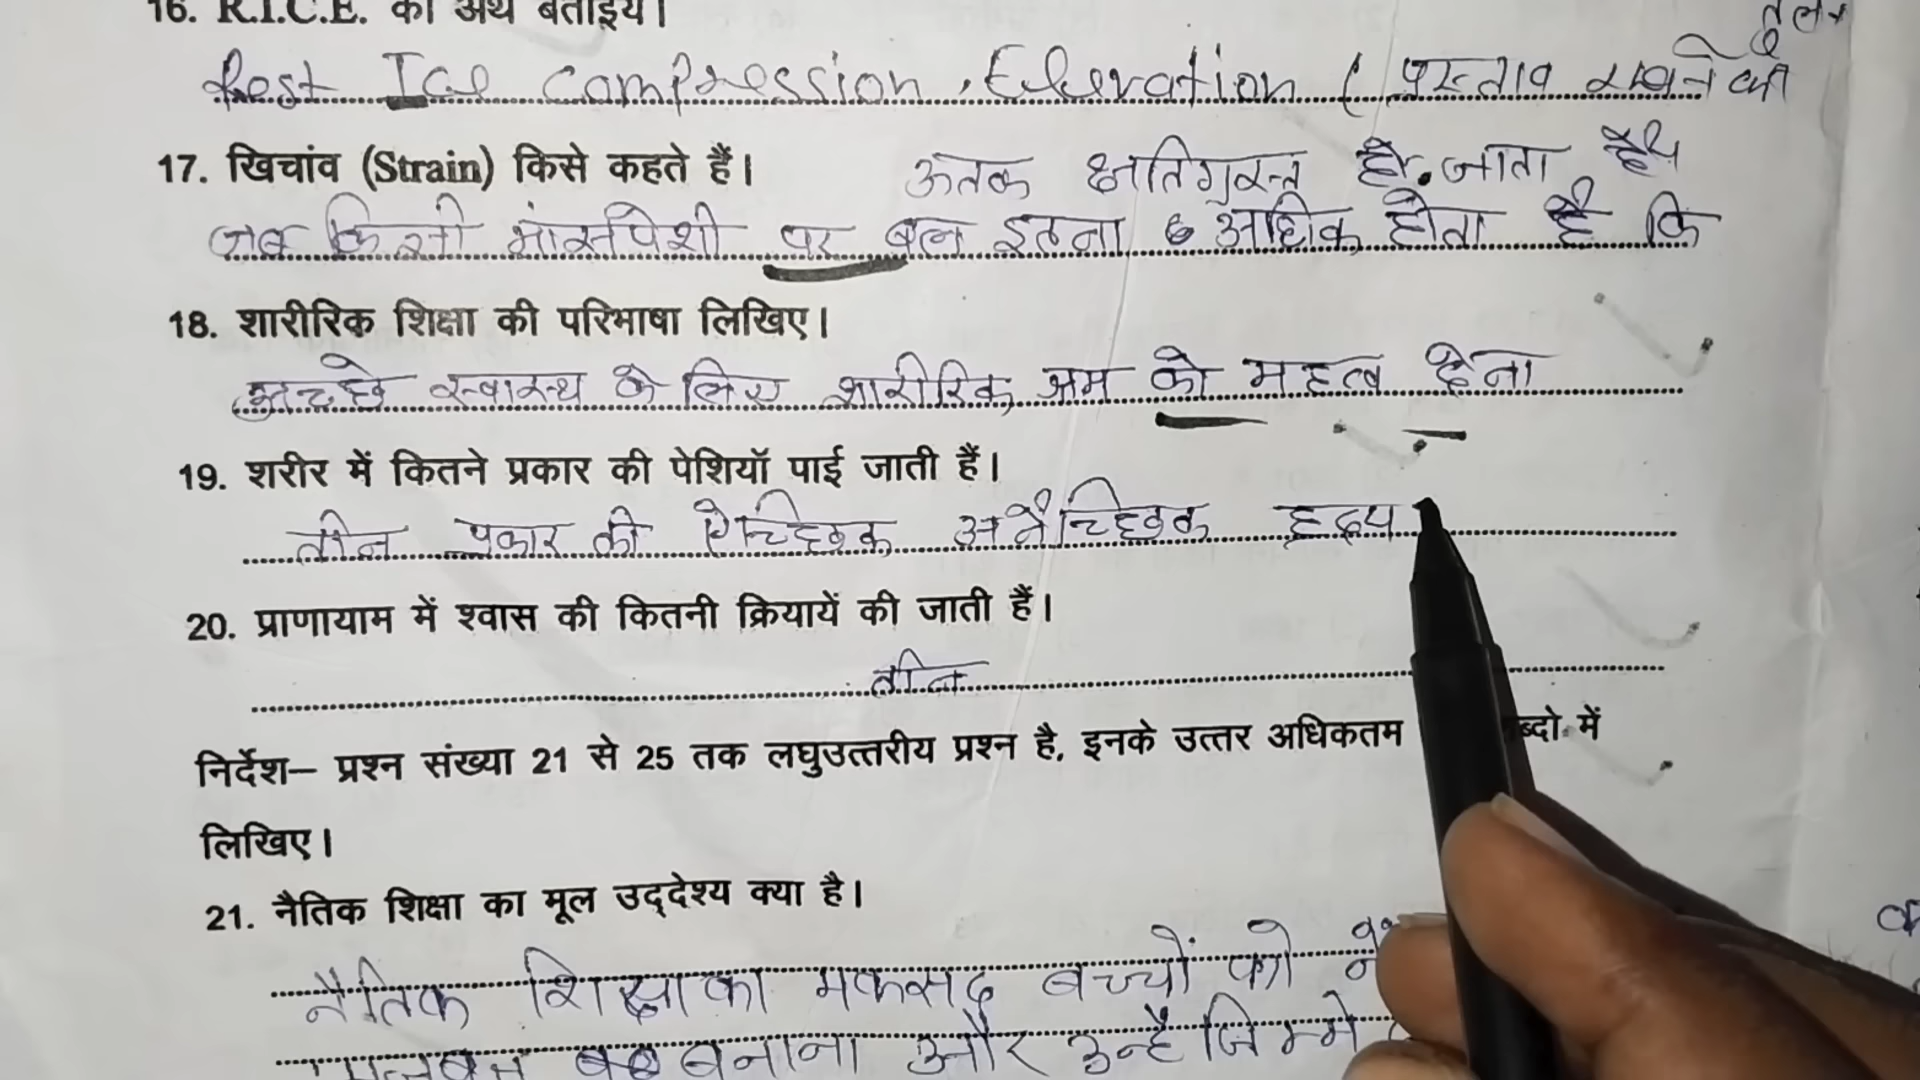 16. R.I.C.E. का अर्थ बताइये।
Rest Ice Compression, Elevation ( प्रस्ताव रखने की
17. खिचांव (Strain) किसे कहते हैं। ऊतक क्षतिग्रस्त हो जाता है
जब किसी मांसपेशी पर बल इतना अधिक होता है कि
18. शारीरिक शिक्षा की परिभाषा लिखिए।
अच्छे स्वास्थ के लिए शारीरिक श्रम को महत्व देना
19. शरीर में कितने प्रकार की पेशियॉ पाई जाती हैं।
तीन प्रकार की ऐच्छिक अनैच्छिक हृदय
20. प्राणायाम में श्वास की कितनी क्रियायें की जाती हैं।
तीन
निर्देश– प्रश्न संख्या 21 से 25 तक लघुउत्तरीय प्रश्न है, इनके उत्तर अधिकतम में
लिखिए।
21. नैतिक शिक्षा का मूल उद्देश्य क्या है।
नैतिक शिक्षा का मकसद बच्चों को
बनाना और उन्हें जिम्मे